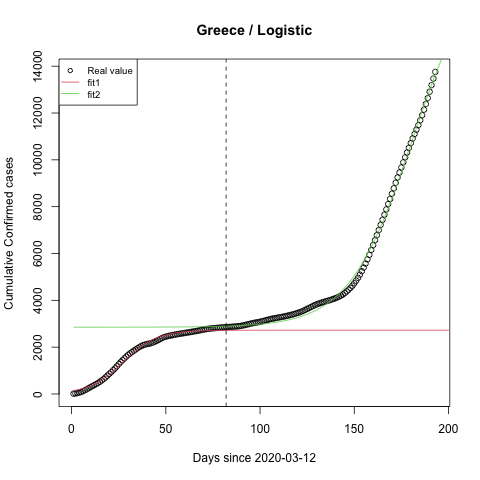 Greece / Logistic
Real value
fit1
fit2
Cumulative Confirmed cases
14000
12000
10000
8000
6000
4000
2000
0
0 50 100 150 200
Days since 2020-03-12